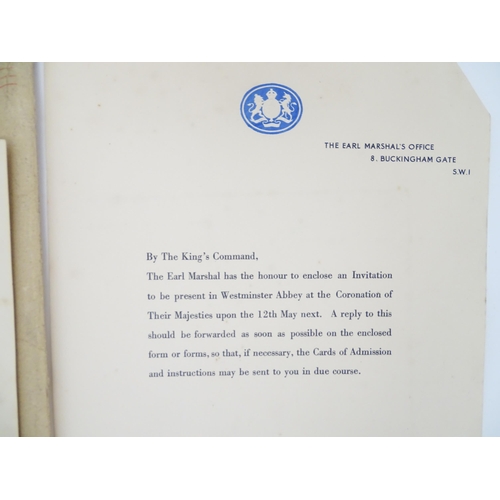 THE EARL MARSHAL'S OFFICE
8. BUCKINGHAM GATE
S.W.1
By The King's Command,
The Earl Marshal has the honour to enclose an Invitation
to be present in Westminster Abbey at the Coronation of
Their Majesties upon the 12th May next. A reply to this
should be forwarded as soon as possible on the enclosed
form or forms, so that, if necessary, the Cards of Admission
and instructions may be sent to you in due course.